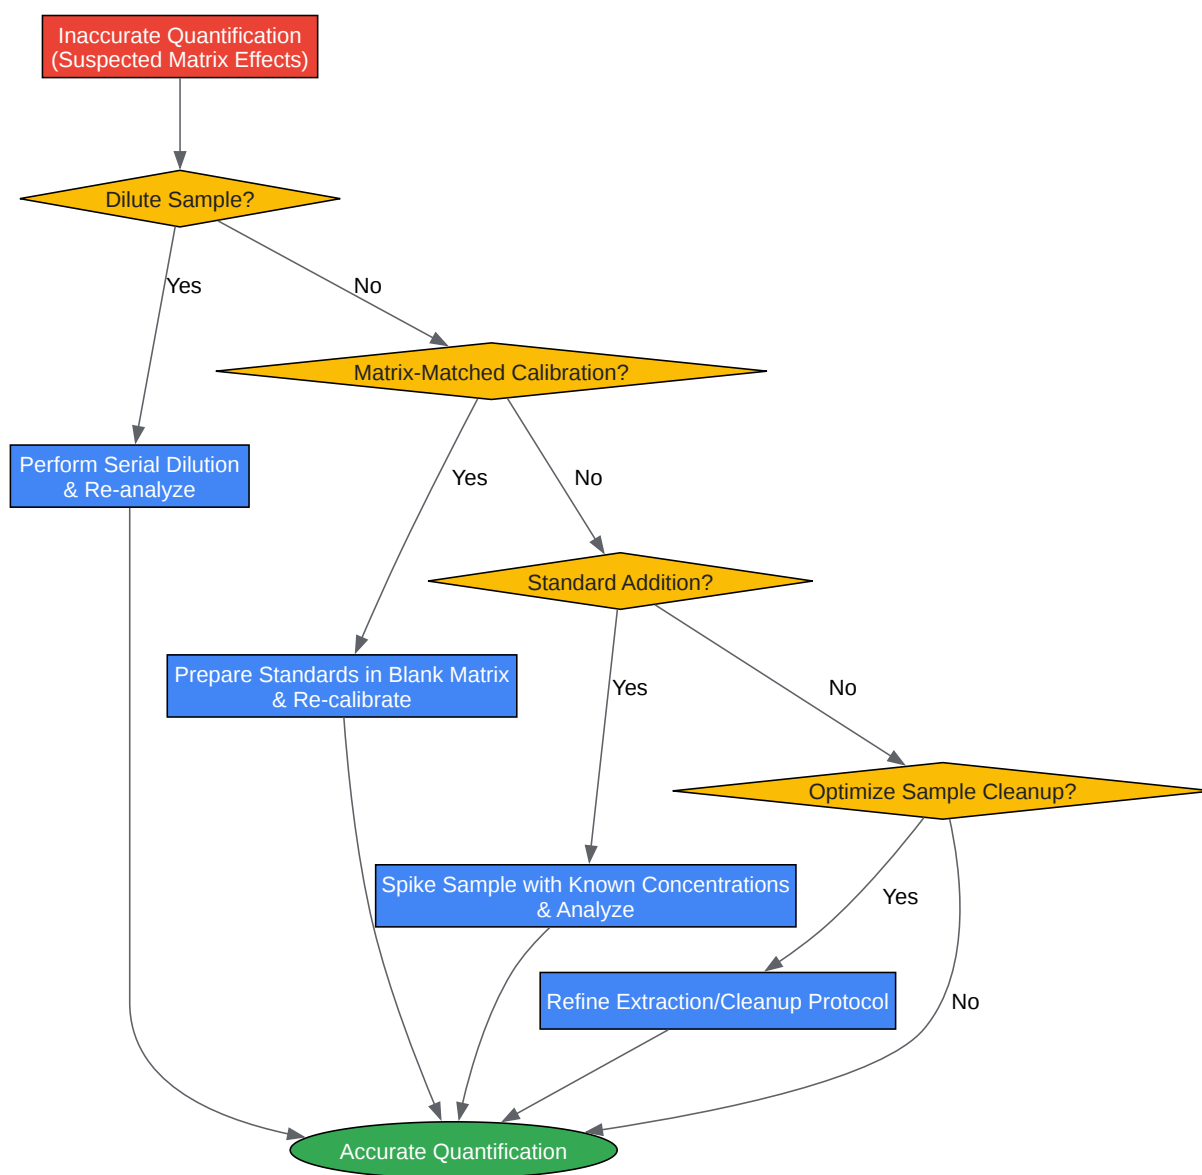 Inaccurate Quantification
(Suspected Matrix Effects)
Dilute Sample?
Yes
No
Matrix-Matched Calibration?
Perform Serial Dilution
& Re-analyze
Yes
No
Standard Addition?
Prepare Standards in Blank Matrix
& Re-calibrate
Yes
No
Optimize Sample Cleanup?
Spike Sample with Known Concentrations
& Analyze
Yes
Refine Extraction/Cleanup Protocol
No
Accurate Quantification